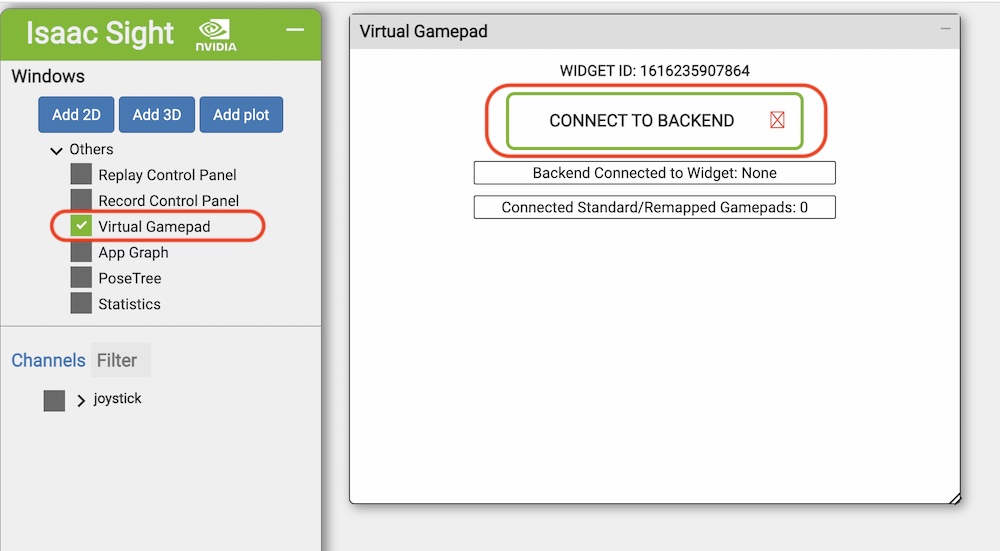 Isaac Sight
NVIDIA
Windows
Add 2D
Add 3D
Add plot
Others
Replay Control Panel
Record Control Panel
Virtual Gamepad
App Graph
PoseTree
Statistics
Channels
Filter
joystick
Virtual Gamepad
WIDGET ID: 1616235907864
CONNECT TO BACKEND
Backend Connected to Widget: None
Connected Standard/Remapped Gamepads: 0